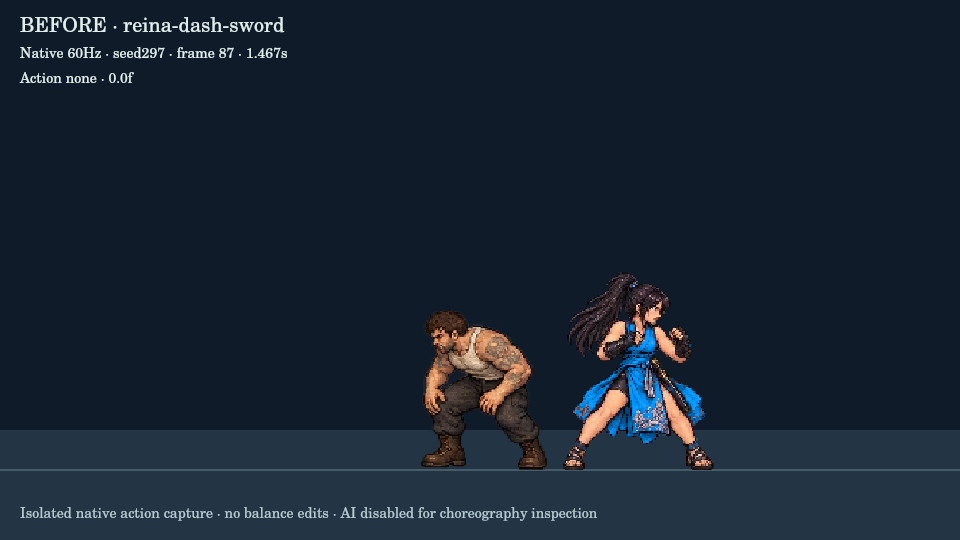 BEFORE · reina-dash-sword
Native 60Hz · seed297 · frame 87 · 1.467s
Action none · 0.0f
Isolated native action capture · no balance edits · AI disabled for choreography inspection